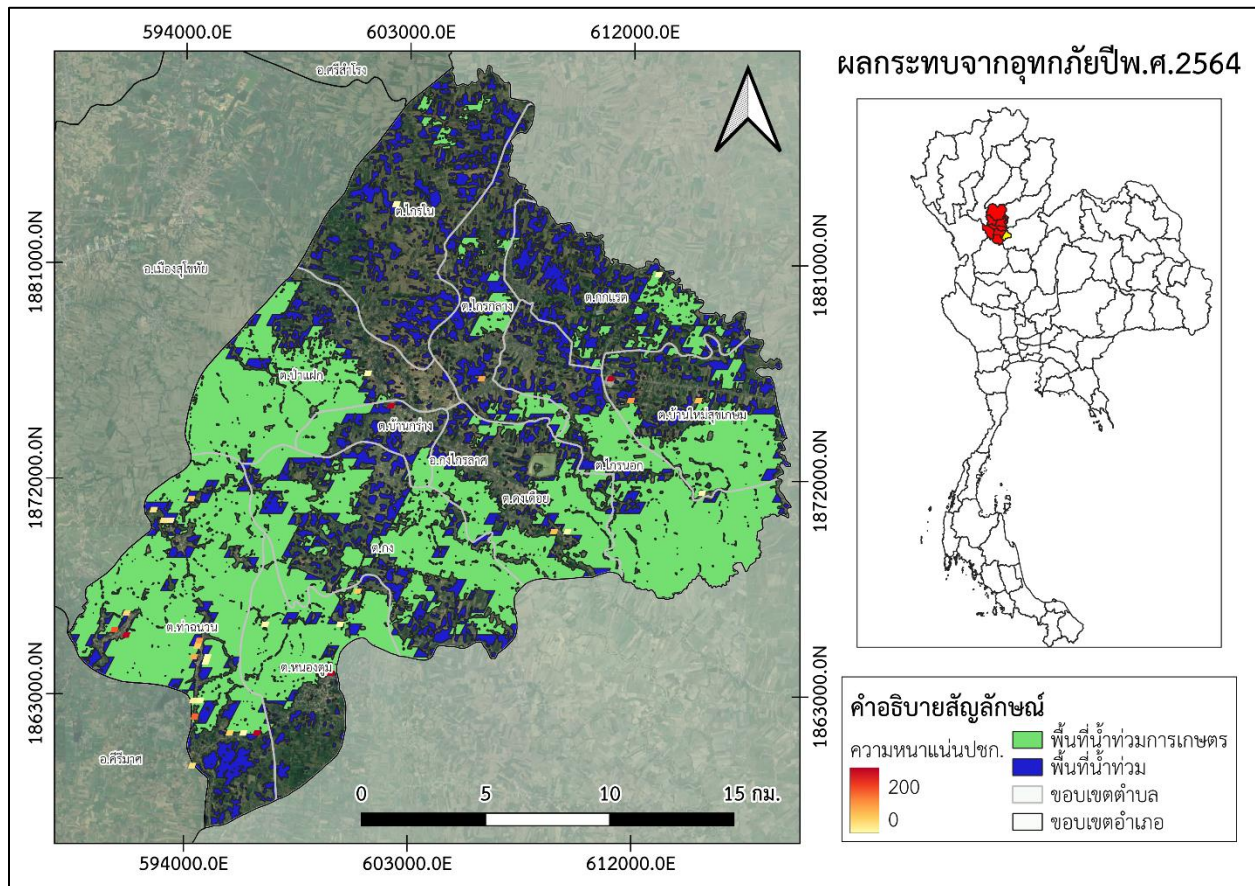 594000.0E
603000.0E
612000.0E
ผลกระทบจากอุทกภัยปีพ.ศ.2564
อ.ศรีสำโรง
ต.ไกรใน
1881000.0N
1881000.0N
อ.เมืองสุโขทัย
ต.กกแรต
ต.ไกรกลาง
ต.ป่าแฝก
ต.บ้านกร่าง
ต.บ้านใหม่สุขเกษม
อ.กงไกรลาศ
ต.ไกรนอก
1872000.0N
1872000.0N
ต.ดงเดือย
ต.กง
ต.ท่าฉนวน
ต.หนองตูม
1863000.0N
1863000.0N
อ.คีรีมาศ
0
5
10
15 กม.
594000.0E
603000.0E
612000.0E
คำอธิบายสัญลักษณ์
ความหนาแน่นปชก.
200
0
พื้นที่น้ำท่วมการเกษตร
พื้นที่น้ำท่วม
ขอบเขตตำบล
ขอบเขตอำเภอ